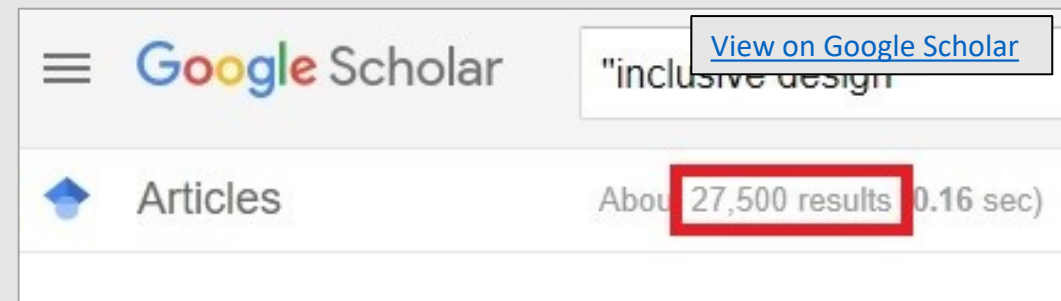 View on Google Scholar
Google Scholar
"inclusive design
Articles
Abou 27,500 results 0.16 sec)